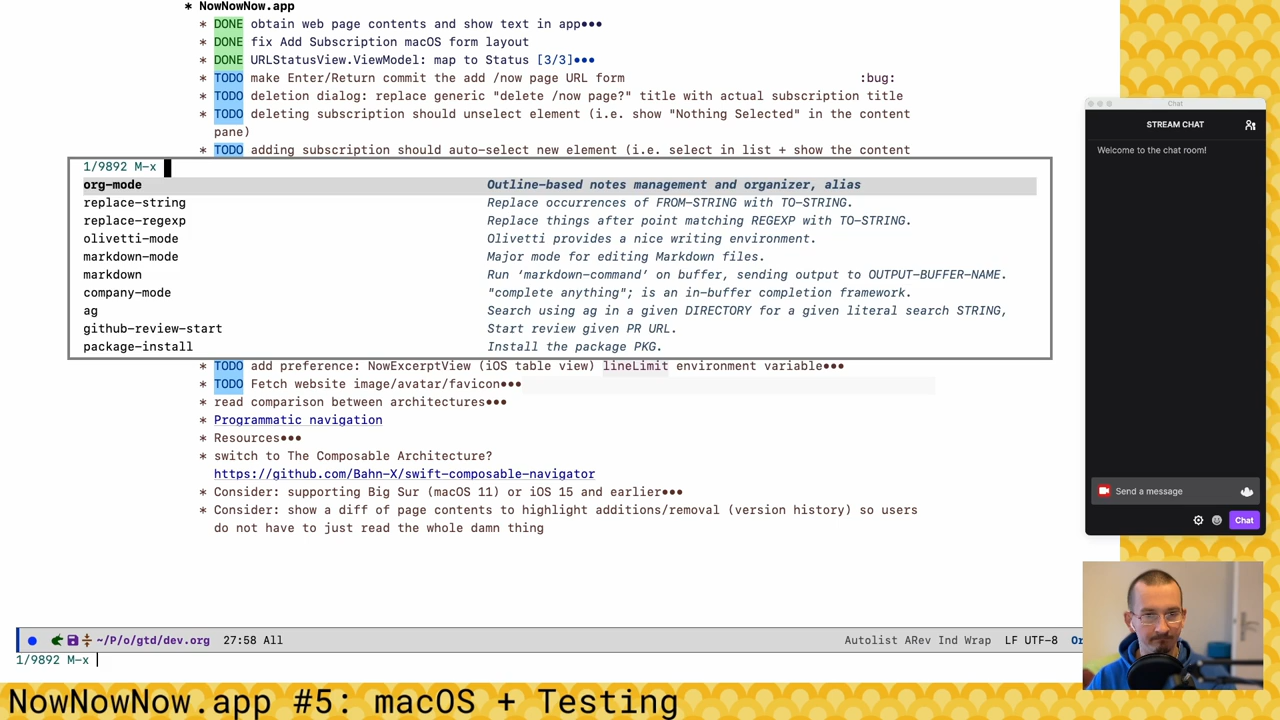 * NowNowNow.app
* DONE obtain web page contents and show text in app●●●
* DONE fix Add Subscription macOS form layout
* DONE URLStatusView.ViewModel: map to Status [3/3]●●●
* TODO make Enter/Return commit the add /now page URL form :bug:
* TODO deletion dialog: replace generic "delete /now page?" title with actual subscription title
* TODO deleting subscription should unselect element (i.e. show "Nothing Selected" in the content
pane)
* TODO adding subscription should auto-select new element (i.e. select in list + show the content
1/9892 M-x
org-mode Outline-based notes management and organizer, alias
replace-string Replace occurrences of FROM-STRING with TO-STRING.
replace-regexp Replace things after point matching REGEXP with TO-STRING.
olivetti-mode Olivetti provides a nice writing environment.
markdown-mode Major mode for editing Markdown files.
markdown Run ‘markdown-command’ on buffer, sending output to OUTPUT-BUFFER-NAME.
company-mode "complete anything"; is an in-buffer completion framework.
ag Search using ag in a given DIRECTORY for a given literal search STRING,
github-review-start Start review given PR URL.
package-install Install the package PKG.
* TODO add preference: NowExcerptView (iOS table view) lineLimit environment variable●●●
* TODO Fetch website image/avatar/favicon●●●
* read comparison between architectures●●●
* Programmatic navigation
* Resources●●●
* switch to The Composable Architecture?
https://github.com/Bahn-X/swift-composable-navigator
* Consider: supporting Big Sur (macOS 11) or iOS 15 and earlier●●●
* Consider: show a diff of page contents to highlight additions/removal (version history) so users
do not have to just read the whole damn thing
~/P/o/gtd/dev.org 27:58 All Autolist ARev Ind Wrap LF UTF-8 Or
1/9892 M-x
Chat
STREAM CHAT
Welcome to the chat room!
Send a message
Chat
NowNowNow.app #5: macOS + Testing